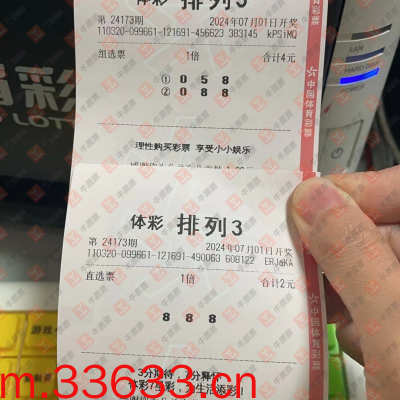 体彩 排列3
第 24173期 2024年07月01日开奖
110320-099661-121691-456623 383145 kPSiMQ
组选票 1倍 合计4元
① 0 5 8
② 0 8 8
理性购买彩票 享受小小娱乐
中国体育彩票
LAN
体彩 排列3
第 24173期 2024年07月01日开奖
110320-099661-121691-490063 608122 ERJdKA
直选票 1倍 合计2元
8 8 8
中国体育彩票
m.33673.cn